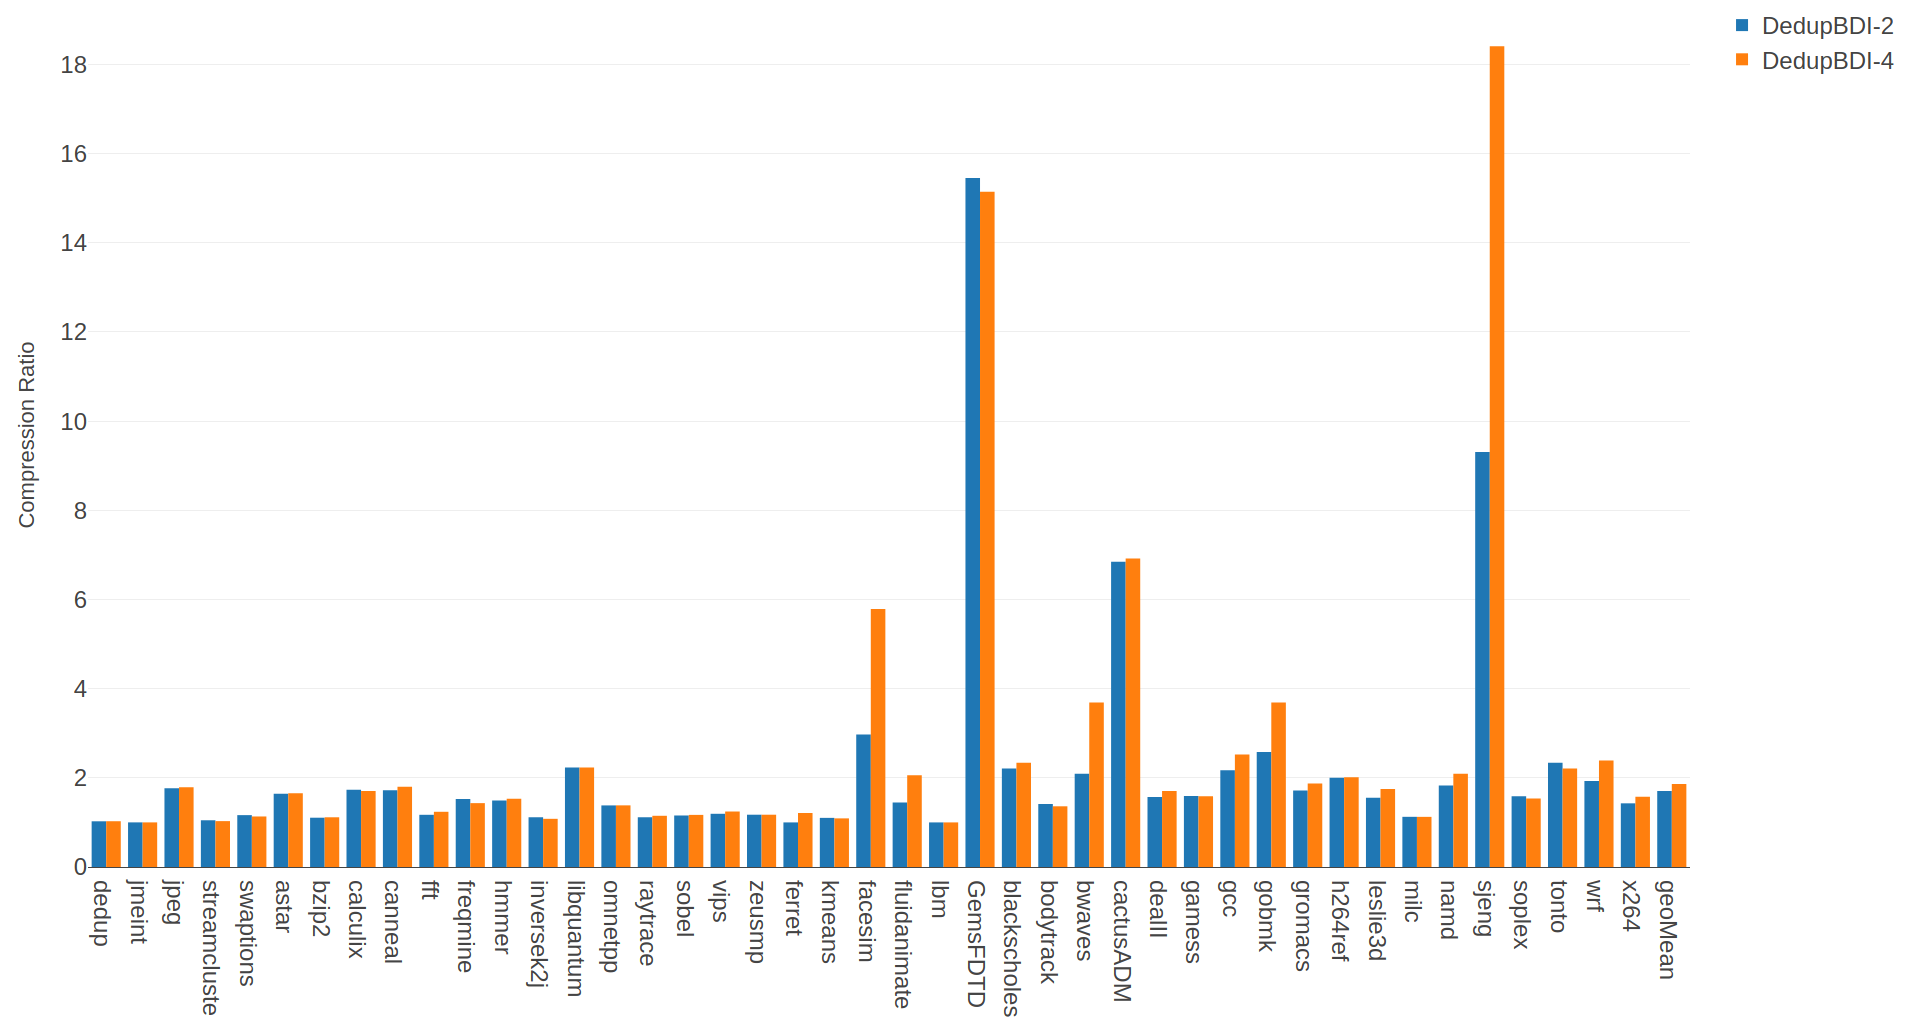 DedupBDI-2
DedupBDI-4
Compression Ratio
18
16
14
12
10
8
6
4
2
0
dedup
jmeint
jpeg
streamcluste
swaptions
astar
bzip2
calculix
canneal
fft
freqmine
hmmer
inversek2j
libquantum
omnetpp
raytrace
sobel
vips
zeusmp
ferret
kmeans
facesim
fluidanimate
lbm
GemsFDTD
blackscholes
bodytrack
bwaves
cactusADM
dealII
gamess
gcc
gobmk
gromacs
h264ref
leslie3d
milc
namd
sjeng
soplex
tonto
wrf
x264
geoMean